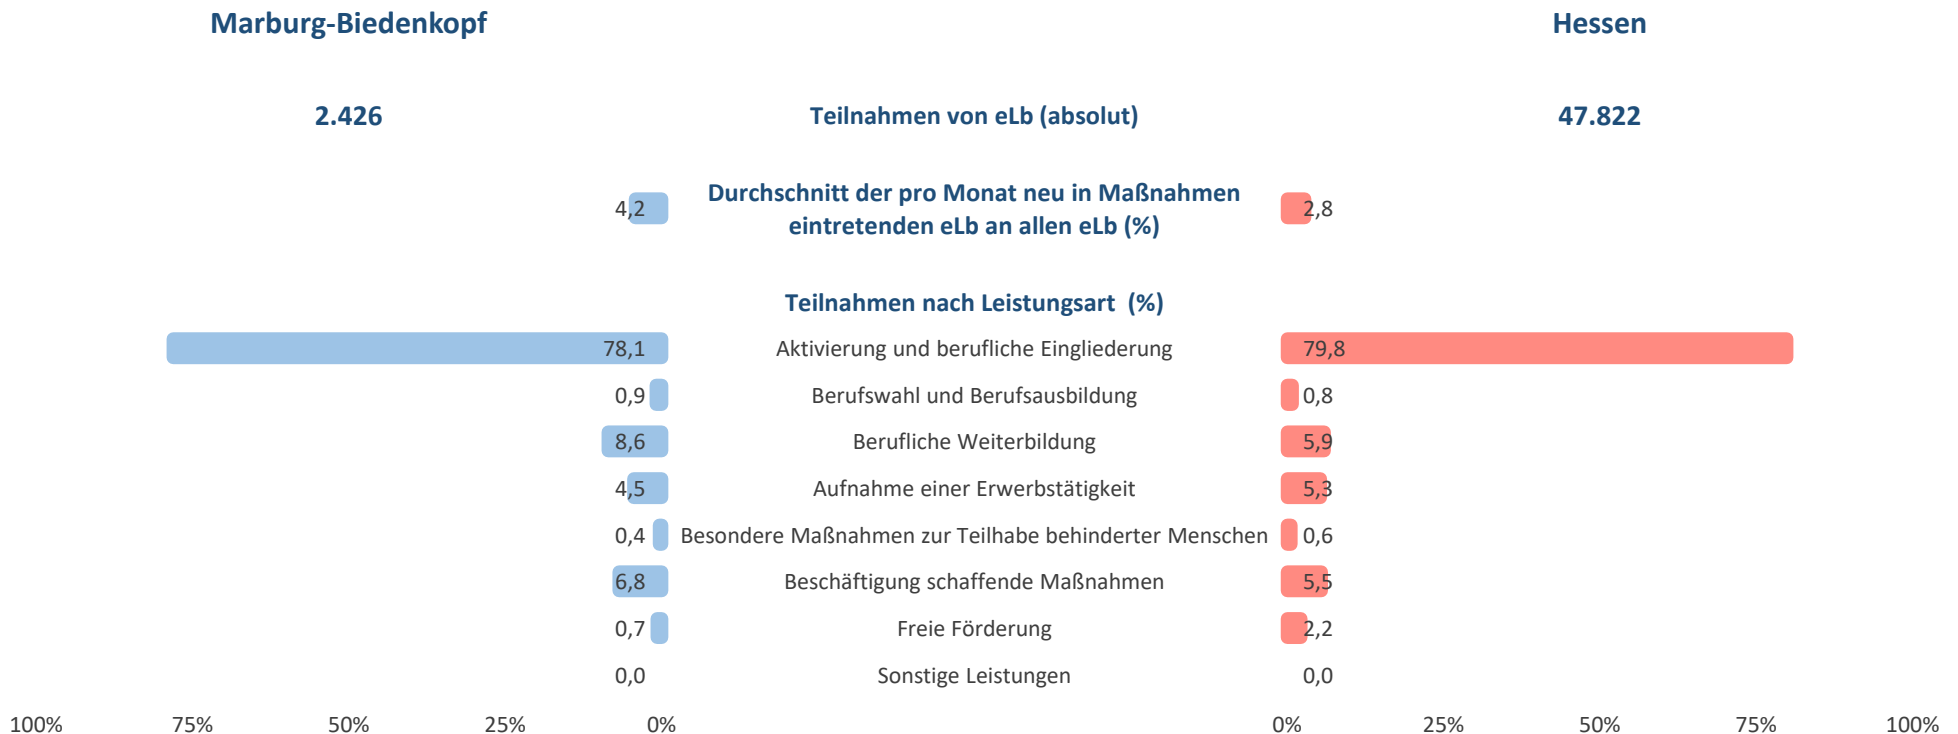 Marburg-Biedenkopf Hessen
2.426 Teilnahmen von eLb (absolut) 47.822
Durchschnitt der pro Monat neu in Maßnahmen
4,2 2,8
eintretenden eLb an allen eLb (%)
Teilnahmen nach Leistungsart (%)
78,1 Aktivierung und berufliche Eingliederung 79,8
0,9 Berufswahl und Berufsausbildung 0,8
8,6 Berufliche Weiterbildung 5,9
4,5 Aufnahme einer Erwerbstätigkeit 5,3
0,4 Besondere Maßnahmen zur Teilhabe behinderter Menschen 0,6
6,8 Beschäftigung schaffende Maßnahmen 5,5
0,7 Freie Förderung 2,2
0,0 Sonstige Leistungen 0,0
100% 75% 50% 25% 0% 0% 25% 50% 75% 100%